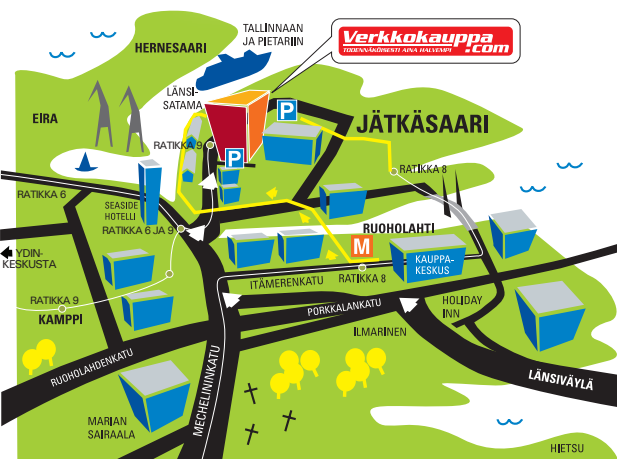 TALLINNAAN
JA PIETARIIN
Verkkokauppa
.com
TODENNÄKÖISESTI AINA HALVEMPI
HERNESAARI
LÄNSI-
SATAMA
EIRA
P
JÄTKÄSAARI
RATIKKA 9
P
RATIKKA 8
RATIKKA 6
SEASIDE
HOTELLI
RATIKKA 6 JA 9
RUOHOLAHTI
M
YDIN-
KESKUSTA
KAUPPA-
KESKUS
ITÄMERENKATU
RATIKKA 8
RATIKKA 9
KAMPPI
PORKKALANKATU
HOLIDAY
INN
ILMARINEN
RUOHOLAHDENKATU
MECHELININKATU
LÄNSIVÄYLÄ
MARIAN
SAIRAALA
HIETSU